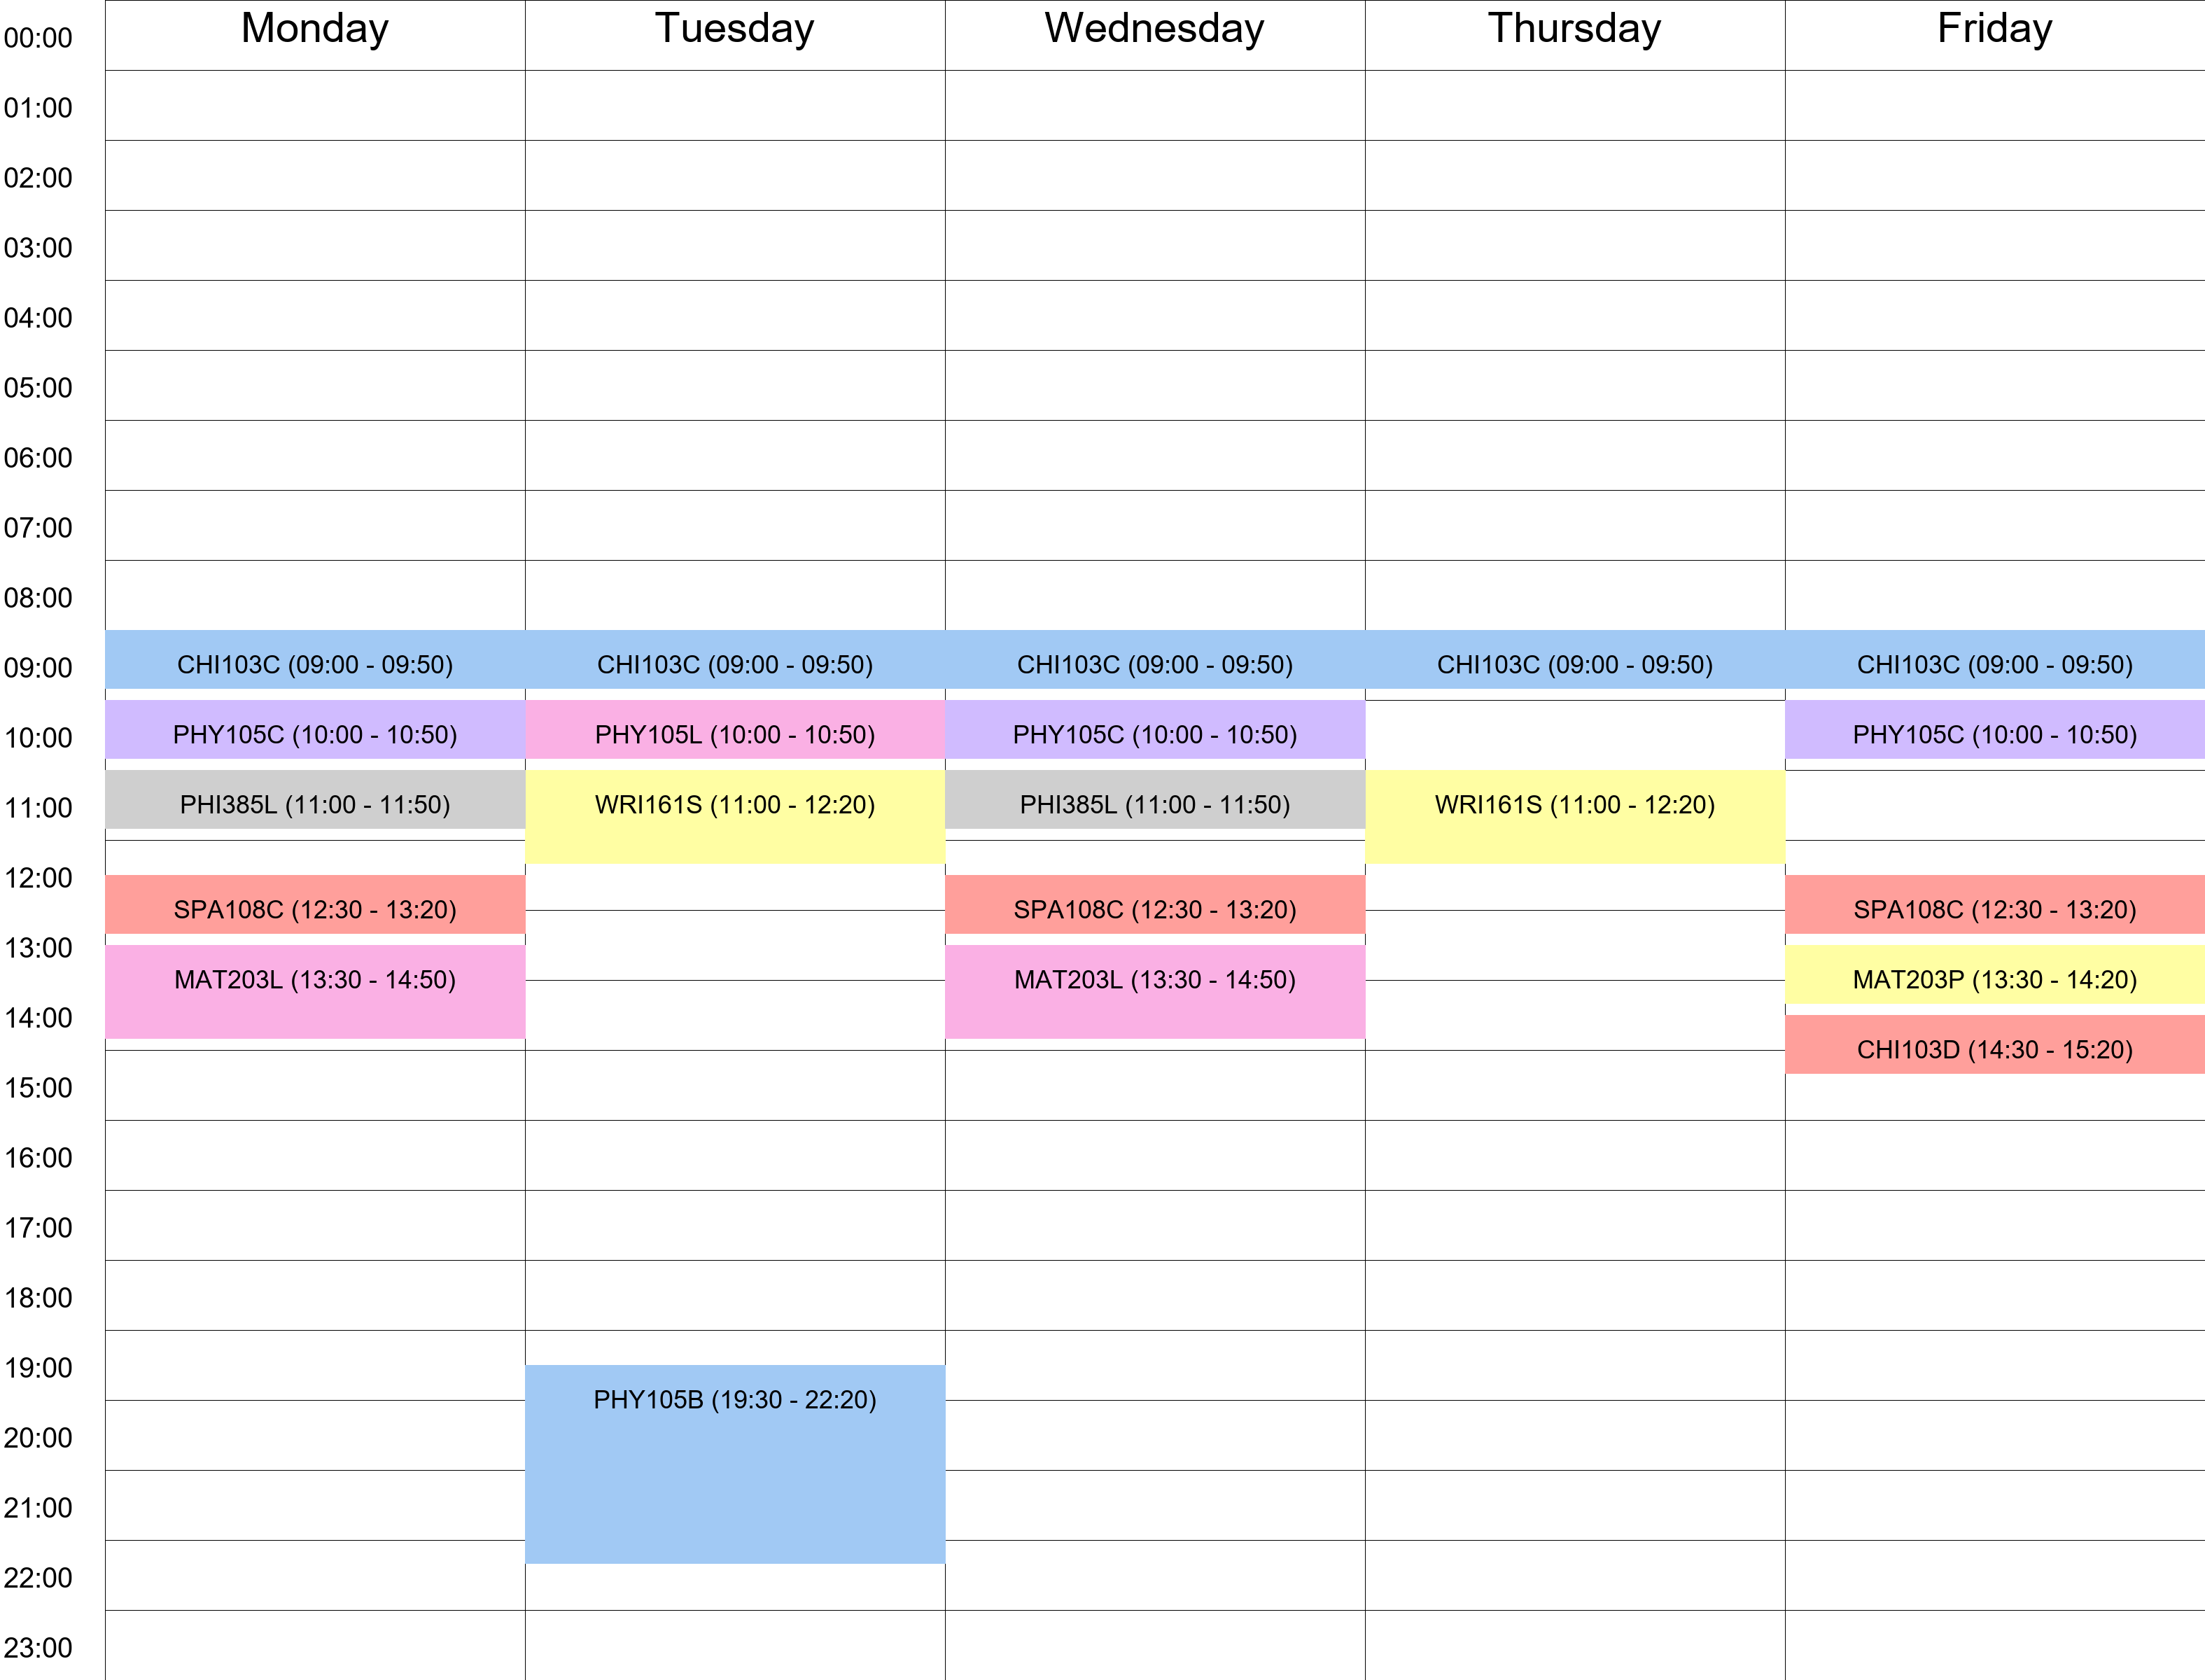 Monday Tuesday Wednesday Thursday Friday
00:00
01:00
02:00
03:00
04:00
05:00
06:00
07:00
08:00
09:00 CHI103C (09:00 - 09:50) CHI103C (09:00 - 09:50) CHI103C (09:00 - 09:50) CHI103C (09:00 - 09:50) CHI103C (09:00 - 09:50)
10:00 PHY105C (10:00 - 10:50) PHY105L (10:00 - 10:50) PHY105C (10:00 - 10:50) PHY105C (10:00 - 10:50)
11:00 PHI385L (11:00 - 11:50) WRI161S (11:00 - 12:20) PHI385L (11:00 - 11:50) WRI161S (11:00 - 12:20)
12:00
SPA108C (12:30 - 13:20) SPA108C (12:30 - 13:20) SPA108C (12:30 - 13:20)
13:00
MAT203L (13:30 - 14:50) MAT203L (13:30 - 14:50) MAT203P (13:30 - 14:20)
14:00
CHI103D (14:30 - 15:20)
15:00
16:00
17:00
18:00
19:00
PHY105B (19:30 - 22:20)
20:00
21:00
22:00
23:00